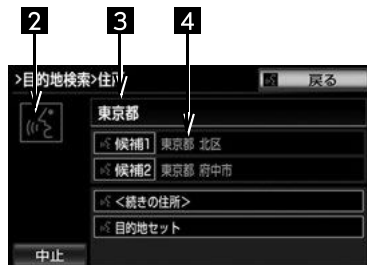 2 3 4
>目的地検索>住所 戻る
東京都
候補1 東京都 北区
候補2 東京都 府中市
<続きの住所>
目的地セット
中止